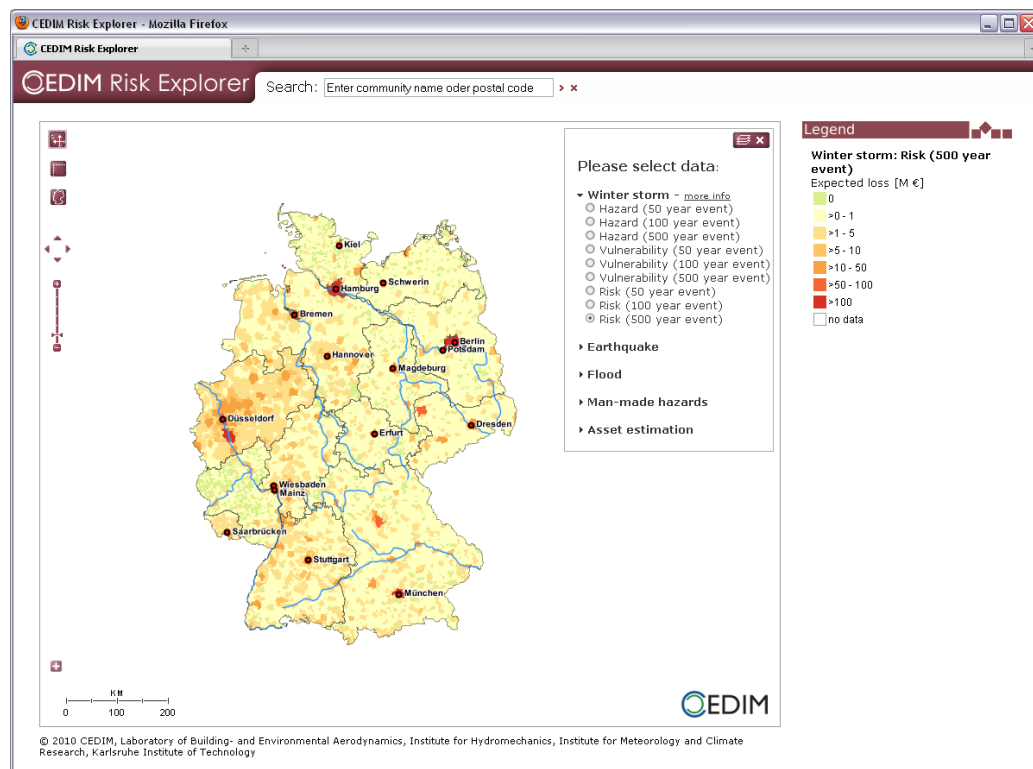 CEDIM Risk Explorer - Mozilla Firefox
CEDIM Risk Explorer
CEDIM Risk Explorer
Search: Enter community name oder postal code
Legend
Winter storm: Risk (500 year
event)
Expected loss [M €]
0
>0 - 1
>1 - 5
>5 - 10
>10 - 50
>50 - 100
>100
no data
Please select data:
Winter storm - more info
Hazard (50 year event)
Hazard (100 year event)
Hazard (500 year event)
Vulnerability (50 year event)
Vulnerability (100 year event)
Vulnerability (500 year event)
Risk (50 year event)
Risk (100 year event)
Risk (500 year event)
Earthquake
Flood
Man-made hazards
Asset estimation
Kiel
Schwerin
Hamburg
Bremen
Berlin
Potsdam
Hannover
Magdeburg
Düsseldorf
Dresden
Erfurt
Wiesbaden
Mainz
Saarbrücken
Stuttgart
München
KM
0 100 200
CEDIM
© 2010 CEDIM, Laboratory of Building- and Environmental Aerodynamics, Institute for Hydromechanics, Institute for Meteorology and Climate
Research, Karlsruhe Institute of Technology